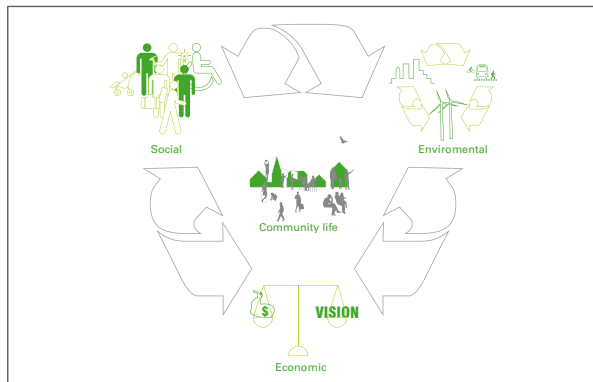 Social
Enviromental
Community life
$
VISION
Economic